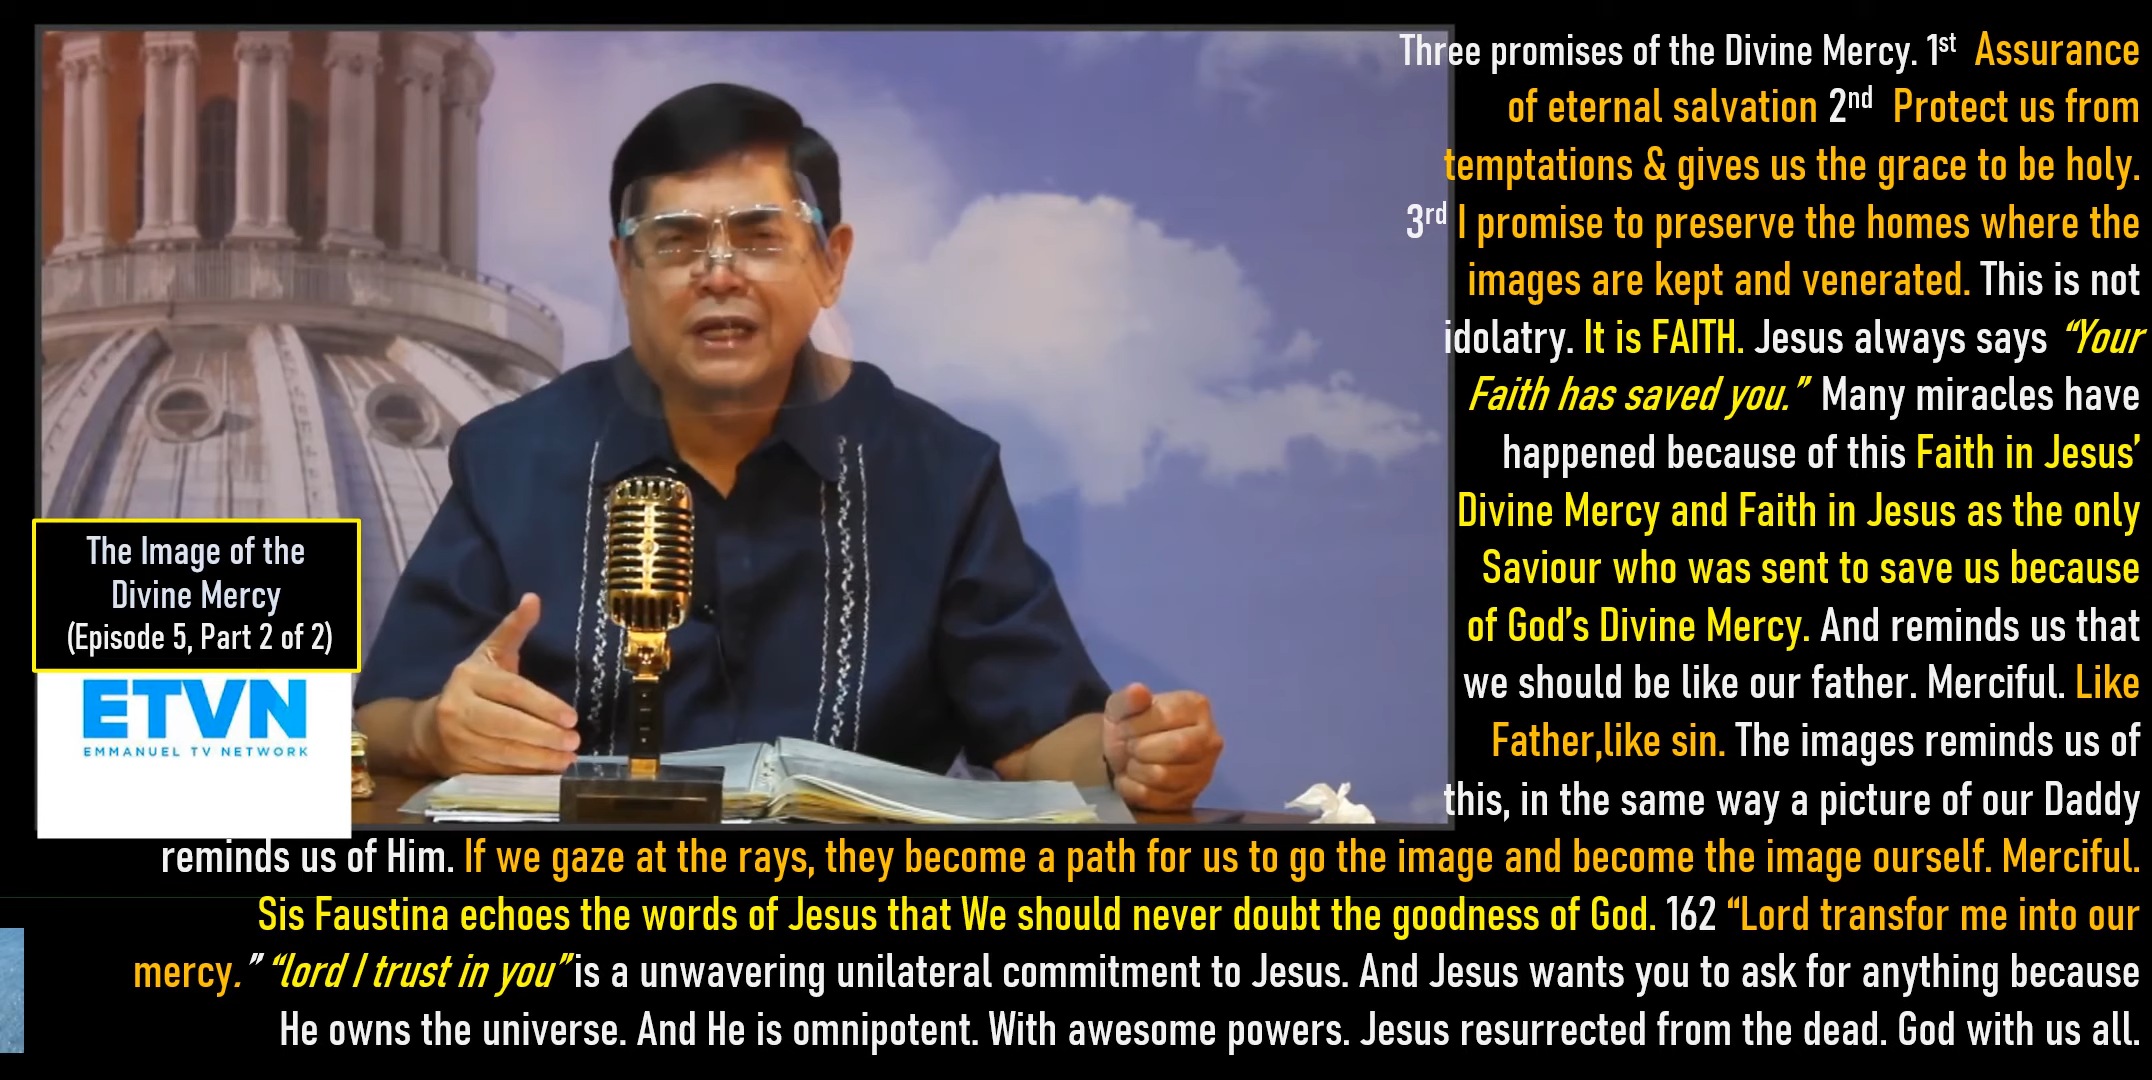 Three promises of the Divine Mercy. 1st Assurance
of eternal salvation 2nd Protect us from
temptations & gives us the grace to be holy.
3rd I promise to preserve the homes where the
images are kept and venerated. This is not
idolatry. It is FAITH. Jesus always says “Your
Faith has saved you.” Many miracles have
happened because of this Faith in Jesus’
Divine Mercy and Faith in Jesus as the only
Saviour who was sent to save us because
of God’s Divine Mercy. And reminds us that
we should be like our father. Merciful. Like
Father,like sin. The images reminds us of
this, in the same way a picture of our Daddy
reminds us of Him. If we gaze at the rays, they become a path for us to go the image and become the image ourself. Merciful.
Sis Faustina echoes the words of Jesus that We should never doubt the goodness of God. 162 “Lord transfor me into our
mercy.” “lord I trust in you”is a unwavering unilateral commitment to Jesus. And Jesus wants you to ask for anything because
He owns the universe. And He is omnipotent. With awesome powers. Jesus resurrected from the dead. God with us all.
The Image of the
Divine Mercy
(Episode 5, Part 2 of 2)
ETVN
EMMANUEL TV NETWORK